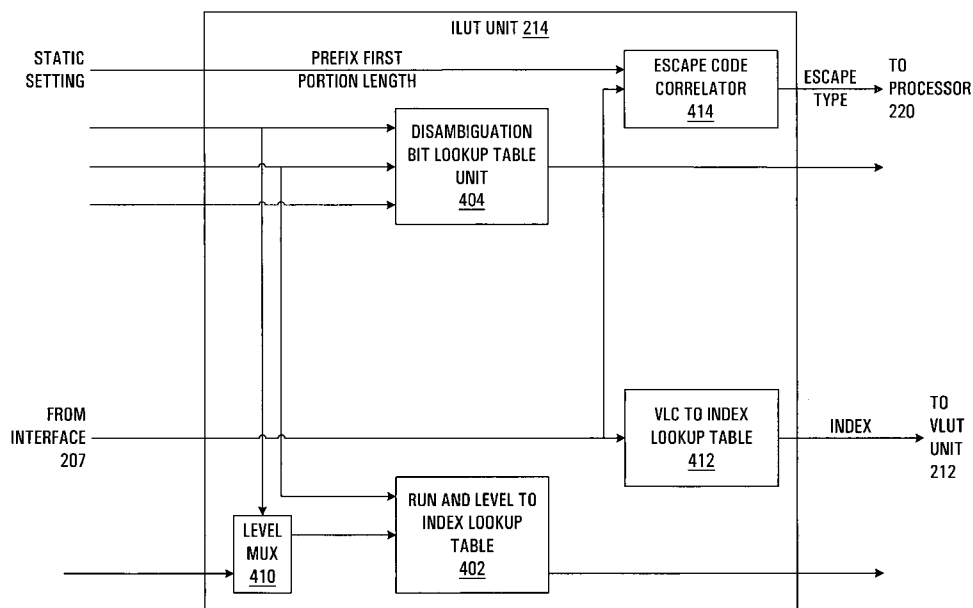 ILUT UNIT 214
STATIC
SETTING
PREFIX FIRST
PORTION LENGTH
ESCAPE CODE
CORRELATOR
414
ESCAPE
TYPE
TO
PROCESSOR
220
DISAMBIGUATION
BIT LOOKUP TABLE
UNIT
404
FROM
INTERFACE
207
VLC TO INDEX
LOOKUP TABLE
412
INDEX
TO
VLUT
UNIT
212
LEVEL
MUX
410
RUN AND LEVEL TO
INDEX LOOKUP
TABLE
402